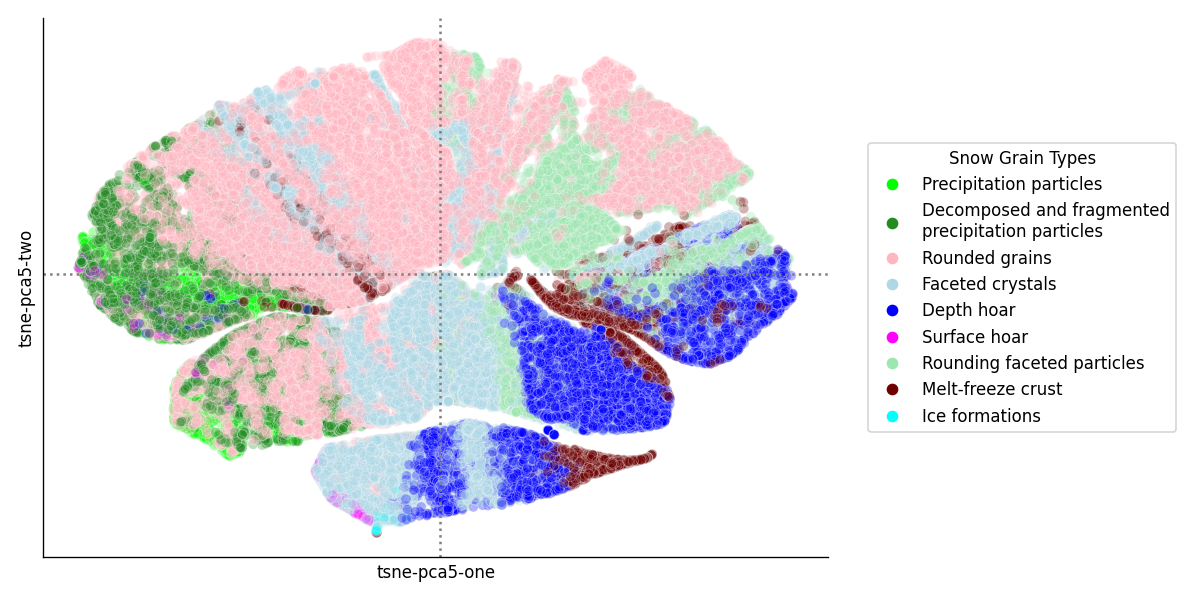 tsne-pca5-two
tsne-pca5-one
Snow Grain Types
Precipitation particles
Decomposed and fragmented
precipitation particles
Rounded grains
Faceted crystals
Depth hoar
Surface hoar
Rounding faceted particles
Melt-freeze crust
Ice formations